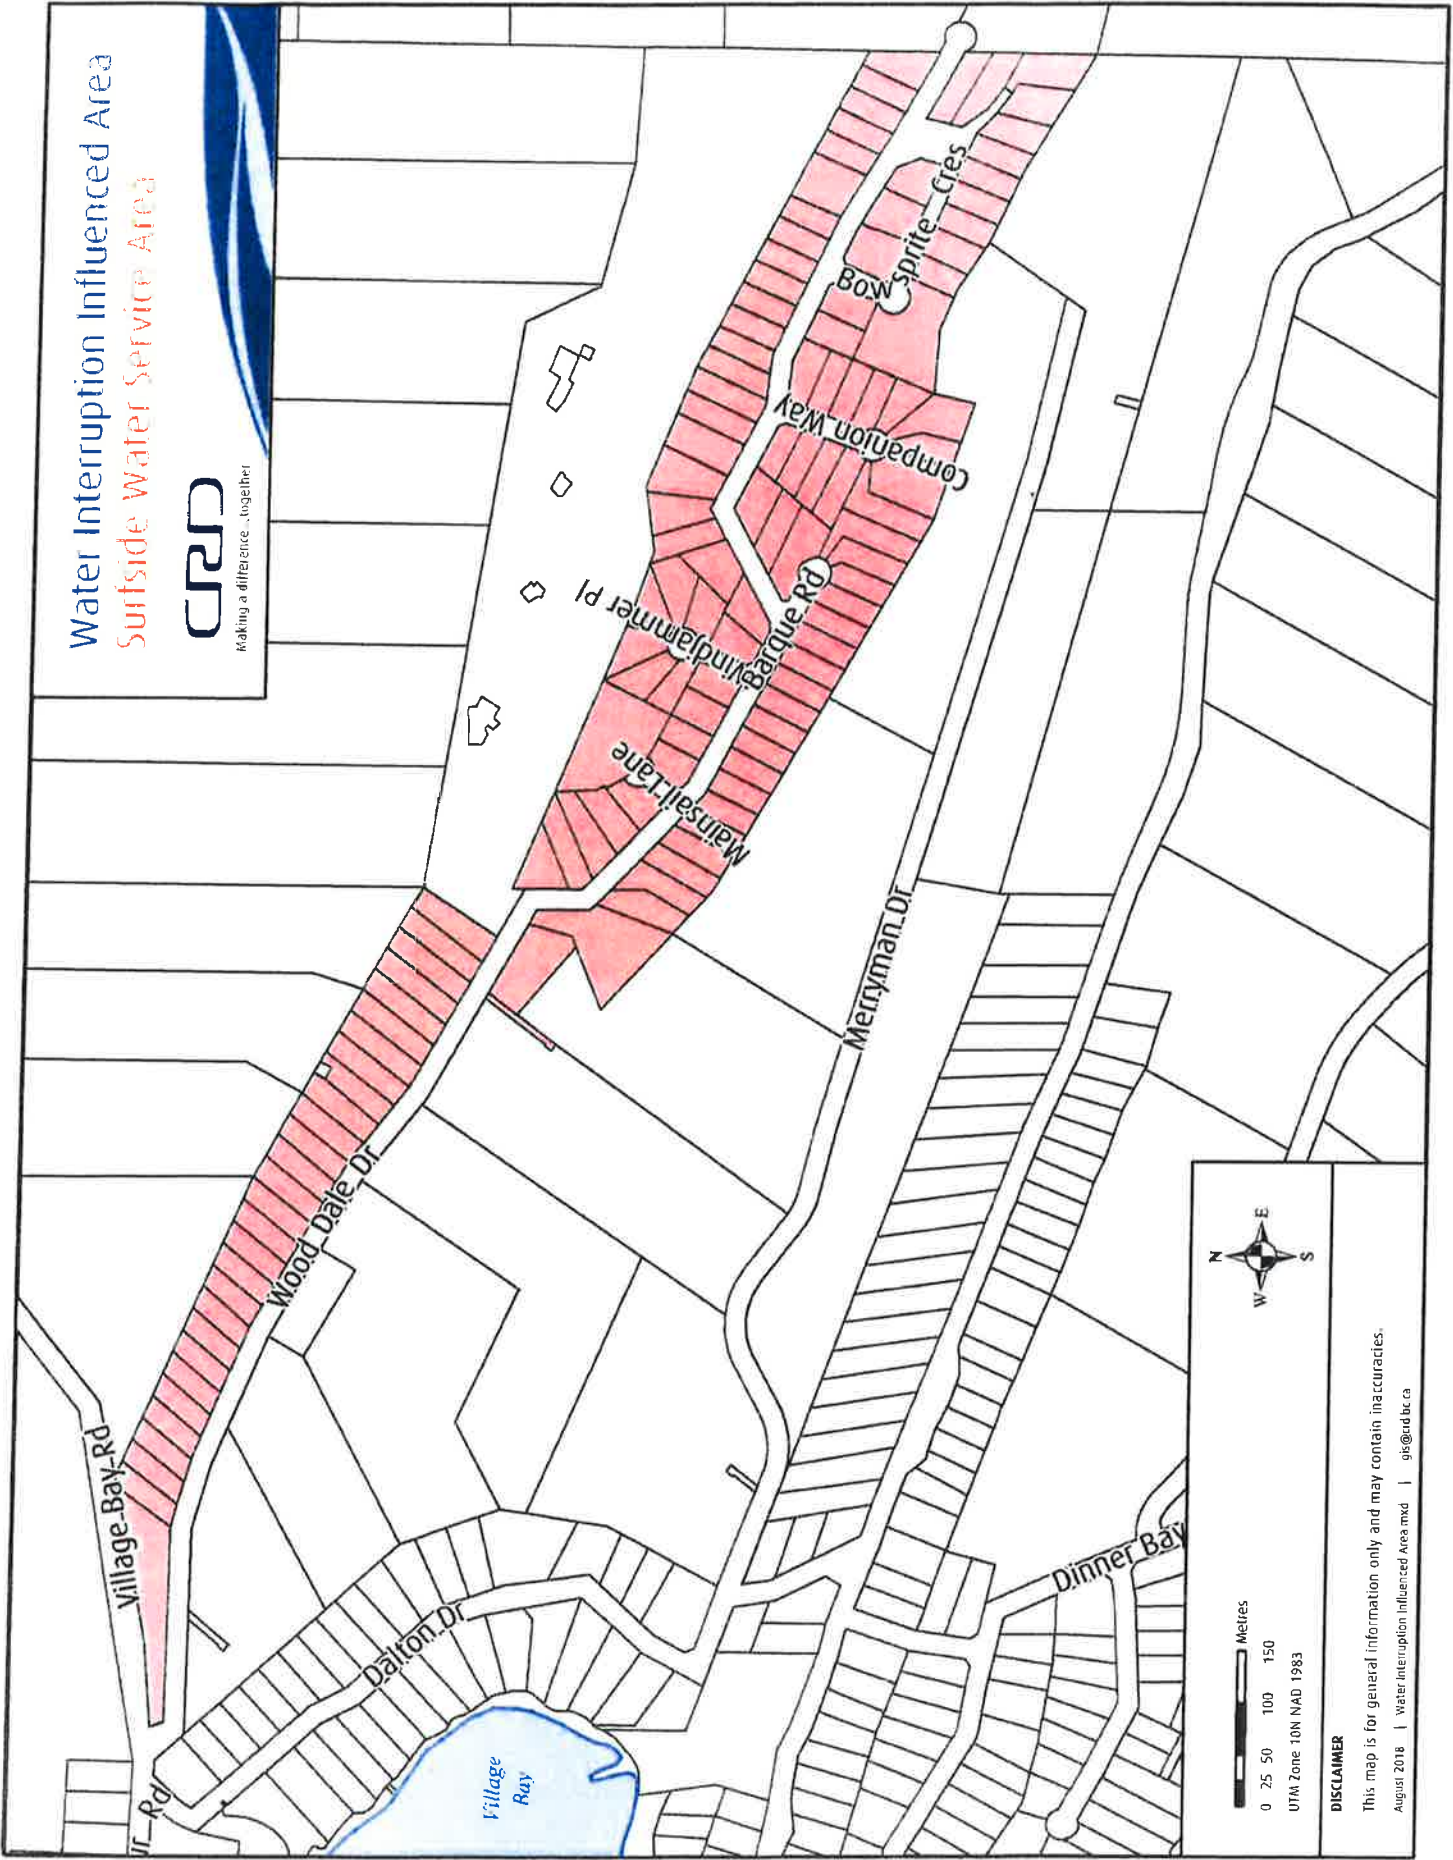 Water Interruption Influenced Area
Surfside Water Service Area
CRD
Making a difference...together
Village Bay Rd
Wood Dale Dr
Dalton Dr
Village
Bay
Merryman Dr
Mainsail Lane
Windjammer Pl
Barque Rd
Companion Way
Bowsprite Cres
Dinner Bay
ur Rd
N
W
E
S
Metres
0 25 50 100 150
UTM Zone 10N NAD 1983
DISCLAIMER
This map is for general information only and may contain inaccuracies.
August 2018 | Water Interruption Influenced Area mxd | gis@crd bc ca